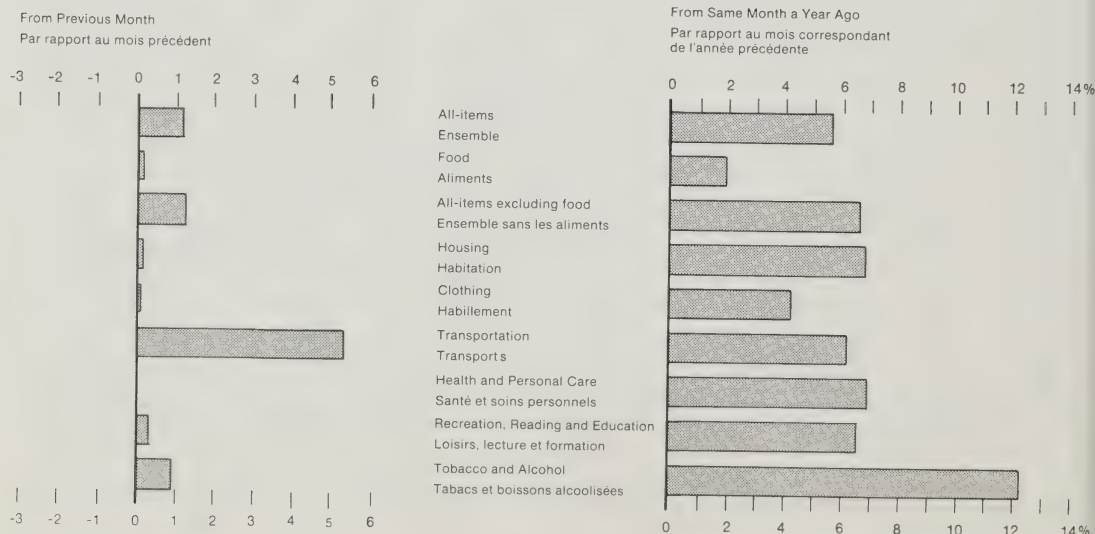 From Previous Month
Par rapport au mois précédent
-3 -2 -1 0 1 2 3 4 5 6
From Same Month a Year Ago
Par rapport au mois correspondant
de l'année précédente
0 2 4 6 8 10 12 14%
All-items
Ensemble
Food
Aliments
All-items excluding food
Ensemble sans les aliments
Housing
Habitation
Clothing
Habillement
Transportation
Transports
Health and Personal Care
Santé et soins personnels
Recreation, Reading and Education
Loisirs, lecture et formation
Tobacco and Alcohol
Tabacs et boissons alcoolisées
-3 -2 -1 0 1 2 3 4 5 6
0 2 4 6 8 10 12 14%